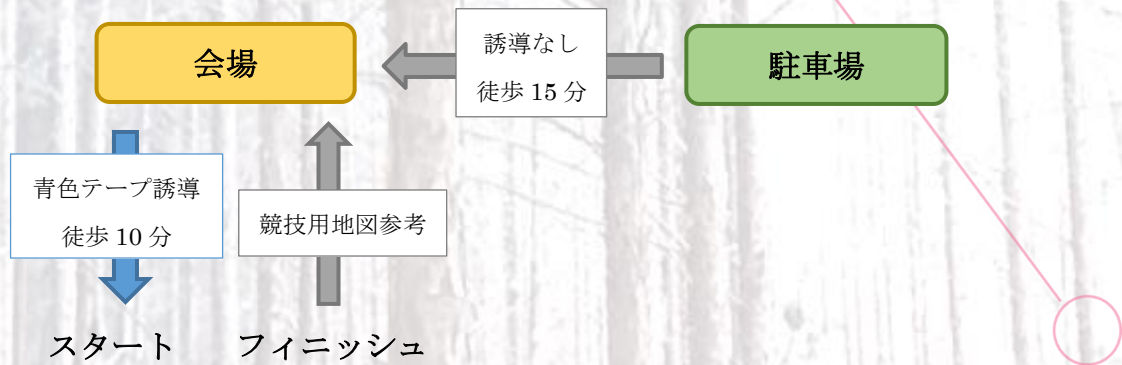 会場
誘導なし
徒歩 15 分
駐車場
青色テープ誘導
徒歩 10 分
競技用地図参考
スタート
フィニッシュ